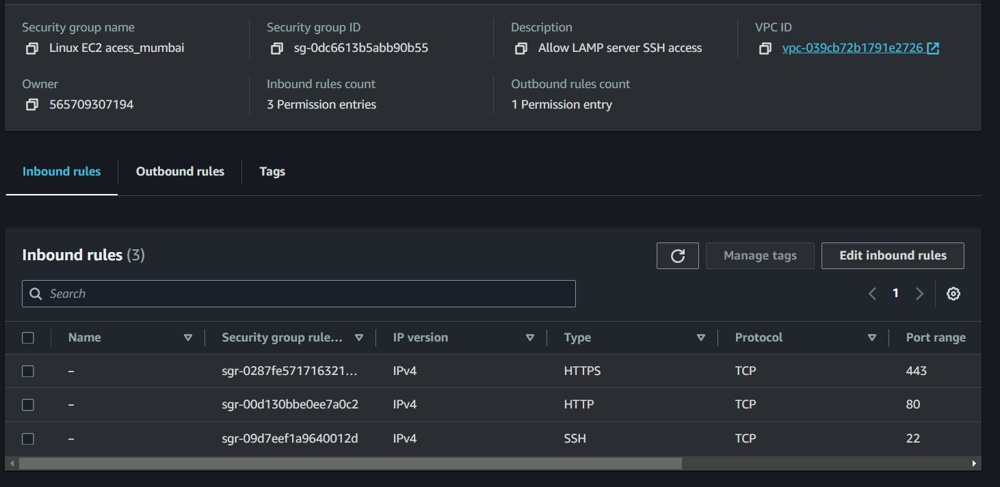 Security group name
Security group ID
Description
VPC ID
Linux EC2 acess_mumbai
sg-0dc6613b5abb90b55
Allow LAMP server SSH access
vpc-039cb72b1791e2726
Owner
Inbound rules count
Outbound rules count
565709307194
3 Permission entries
1 Permission entry
Inbound rules
Outbound rules
Tags
Inbound rules (3)
Manage tags
Edit inbound rules
Search
1
Name
Security group rule...
IP version
Type
Protocol
Port range
– sgr-0287fe571716321... IPv4 HTTPS TCP 443
– sgr-00d130bbe0ee7a0c2 IPv4 HTTP TCP 80
– sgr-09d7eef1a9640012d IPv4 SSH TCP 22